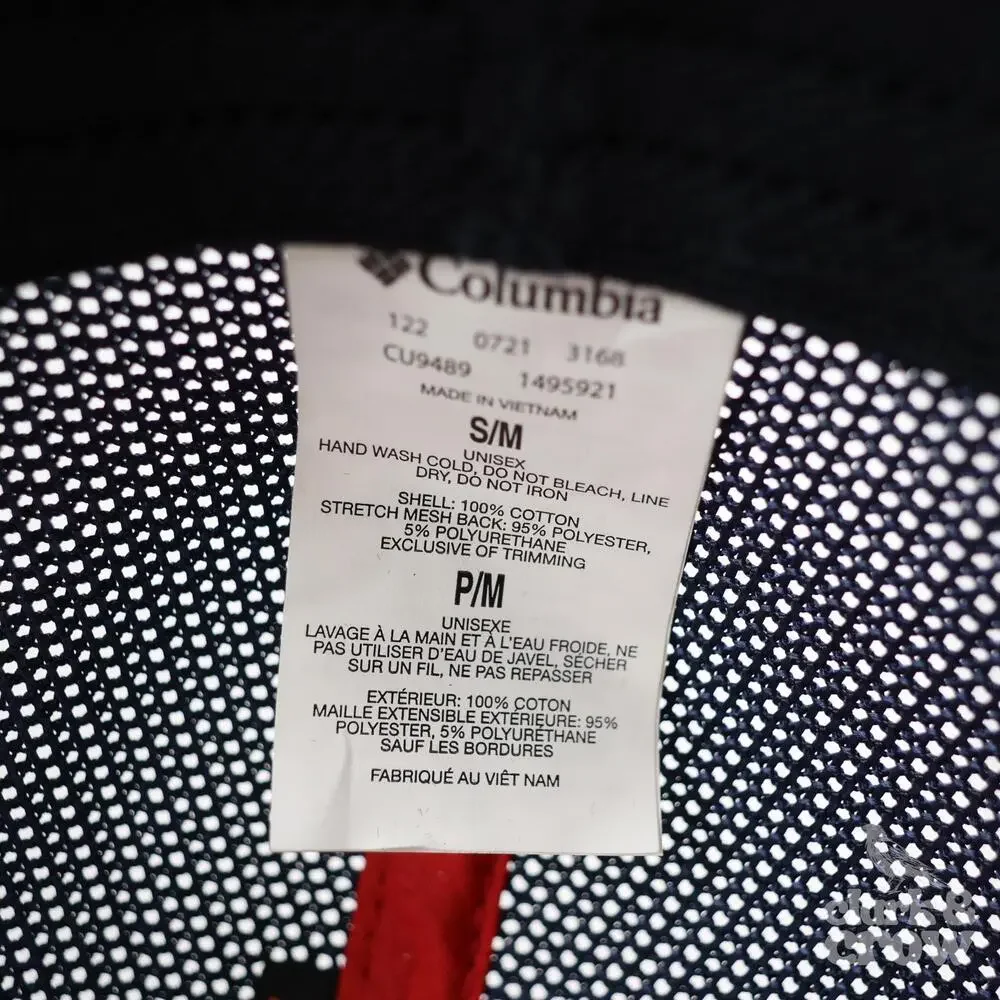 Columbia
122 0721 3168
CU9489 1495921
MADE IN VIETNAM
S/M
UNISEX
HAND WASH COLD, DO NOT BLEACH, LINE
DRY, DO NOT IRON
SHELL: 100% COTTON
STRETCH MESH BACK: 95% POLYESTER,
5% POLYURETHANE
EXCLUSIVE OF TRIMMING
P/M
UNISEXE
LAVAGE À LA MAIN ET À L'EAU FROIDE, NE
PAS UTILISER D'EAU DE JAVEL, SÉCHER
SUR UN FIL, NE PAS REPASSER
EXTÉRIEUR: 100% COTON
MAILLE EXTENSIBLE EXTÉRIEURE: 95%
POLYESTER, 5% POLYURÉTHANE
SAUF LES BORDURES
FABRIQUÉ AU VIÊT NAM
crow